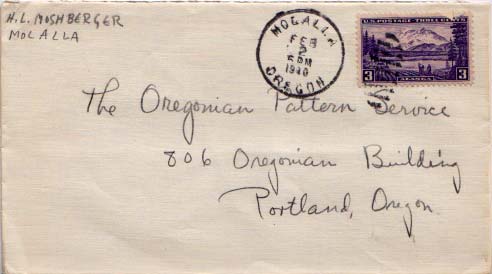 H.L. MOSHBERGER
MOLALLA
MOLALLA
FEB
2
5 PM
1940
OREGON
U.S. POSTAGE THREE CENTS
3 ALASKA 3
The Oregonian Pattern Service
806 Oregonian Building
Portland, Oregon.